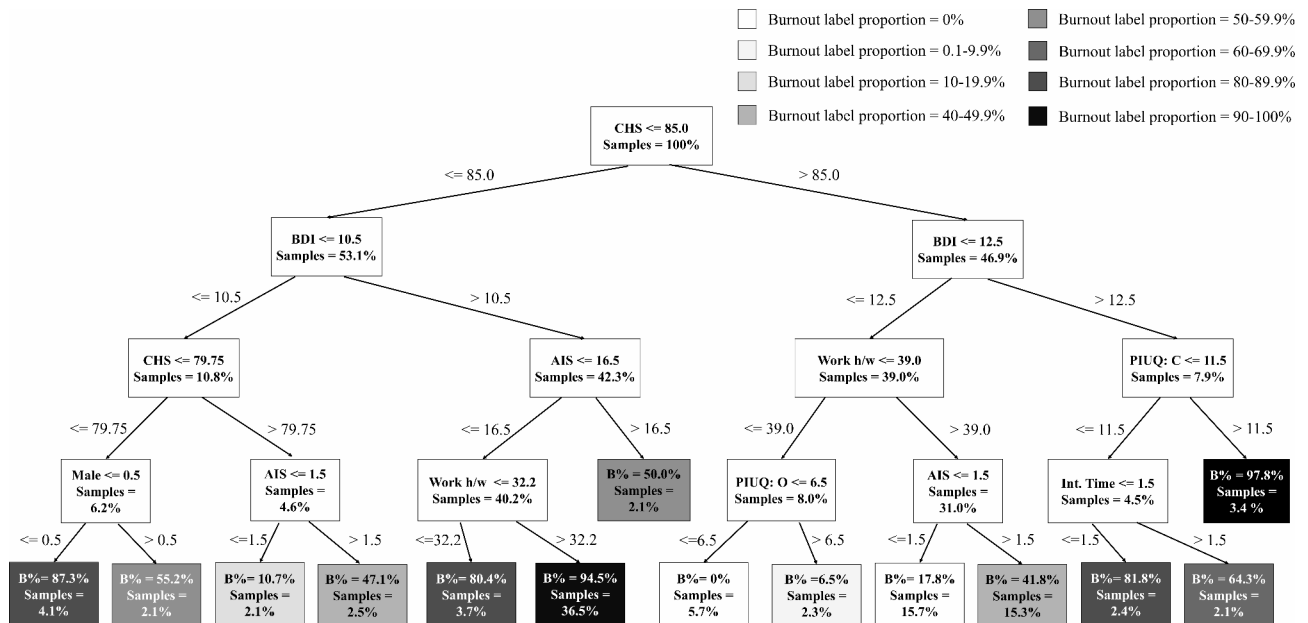 Burnout label proportion = 0%
Burnout label proportion = 0.1-9.9%
Burnout label proportion = 10-19.9%
Burnout label proportion = 40-49.9%
Burnout label proportion = 50-59.9%
Burnout label proportion = 60-69.9%
Burnout label proportion = 80-89.9%
Burnout label proportion = 90-100%
CHS <= 85.0
Samples = 100%
<= 85.0
> 85.0
BDI <= 10.5
Samples = 53.1%
BDI <= 12.5
Samples = 46.9%
<= 10.5
> 10.5
<= 12.5
> 12.5
CHS <= 79.75
Samples = 10.8%
AIS <= 16.5
Samples = 42.3%
Work h/w <= 39.0
Samples = 39.0%
PIUQ: C <= 11.5
Samples = 7.9%
<= 79.75
> 79.75
<= 16.5
> 16.5
<= 39.0
> 39.0
<= 11.5
> 11.5
Male <= 0.5
Samples =
6.2%
AIS <= 1.5
Samples =
4.6%
Work h/w <= 32.2
Samples = 40.2%
B% = 50.0%
Samples =
2.1%
PIUQ: O <= 6.5
Samples = 8.0%
AIS <= 1.5
Samples =
31.0%
Int. Time <= 1.5
Samples = 4.5%
B% = 97.8%
Samples =
3.4 %
<= 0.5
> 0.5
<=1.5
> 1.5
<=32.2
> 32.2
<=6.5
> 6.5
<=1.5
> 1.5
<=1.5
> 1.5
B%= 87.3%
Samples =
4.1%
B%= 55.2%
Samples =
2.1%
B%= 10.7%
Samples =
2.1%
B%= 47.1%
Samples =
2.5%
B%= 80.4%
Samples =
3.7%
B%= 94.5%
Samples =
36.5%
B%= 0%
Samples =
5.7%
B%=6.5%
Samples =
2.3%
B%= 17.8%
Samples =
15.7%
B%= 41.8%
Samples =
15.3%
B%= 81.8%
Samples =
2.4%
B%= 64.3%
Samples =
2.1%